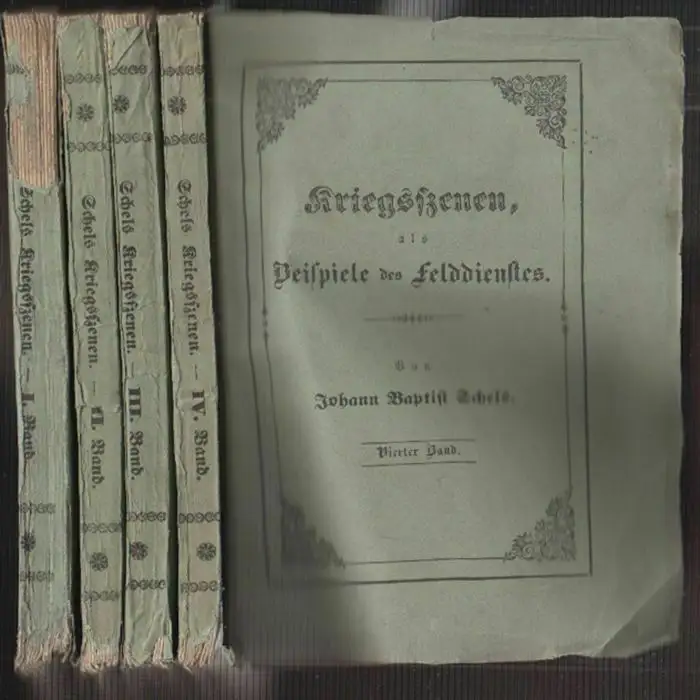 Schels Kriegsszenen. — I. Band.
Schels Kriegsszenen. — II. Band.
Schels Kriegsszenen. — III. Band.
Schels Kriegsszenen. — IV. Band.
Kriegsszenen,
als
Beispiele des Felddienstes.
Von
Johann Baptist Schels.
Vierter Band.